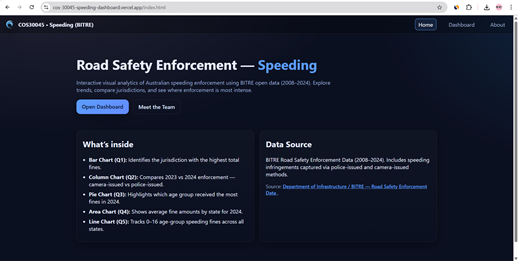 cos-30045-speeding-dashboard.vercel.app/index.html
COS30045 • Speeding (BITRE)
Home
Dashboard
About
Road Safety Enforcement — Speeding
Interactive visual analytics of Australian speeding enforcement using BITRE open data (2008–2024). Explore
trends, compare jurisdictions, and see where enforcement is most intense.
Open Dashboard
Meet the Team
What's inside
• Bar Chart (Q1): Identifies the jurisdiction with the highest total
fines.
• Column Chart (Q2): Compares 2023 vs 2024 enforcement —
camera-issued vs police-issued.
• Pie Chart (Q3): Highlights which age group received the most
fines in 2024.
• Area Chart (Q4): Shows average fine amounts by state for 2024.
• Line Chart (Q5): Tracks 0–16 age-group speeding fines across all
states.
Data Source
BITRE Road Safety Enforcement Data (2008–2024). Includes speeding
infringements captured via police-issued and camera-issued
methods.
Source: Department of Infrastructure / BITRE — Road Safety Enforcement
Data